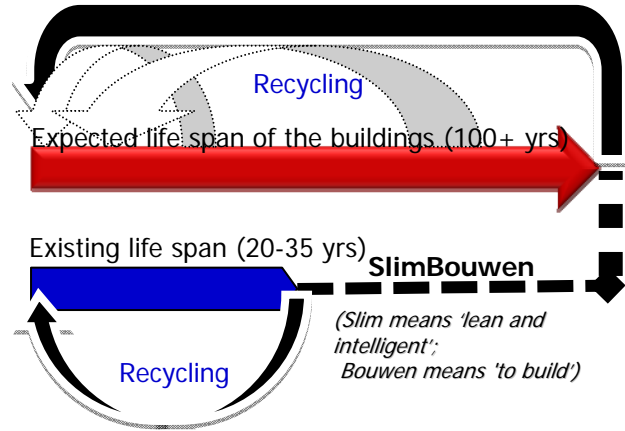 Recycling
Expected life span of the buildings (100+ yrs)
Existing life span (20-35 yrs)
SlimBouwen
(Slim means 'lean and
intelligent';
Bouwen means 'to build')
Recycling